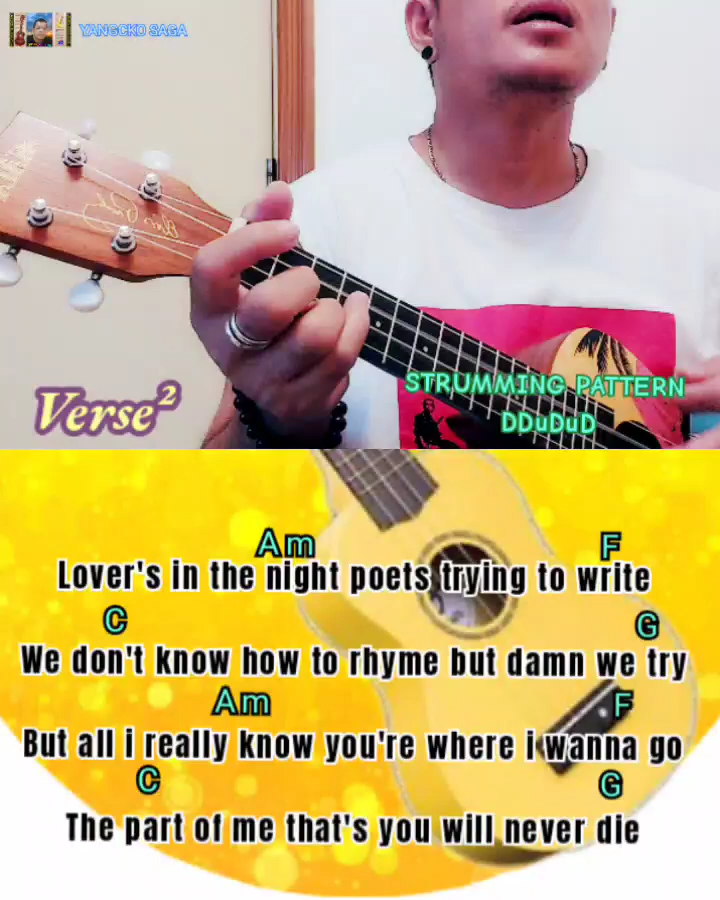 YANGCKO SAGA
STRUMMING PATTERN
DDuDuD
Verse²
Am F
Lover's in the night poets trying to write
C G
We don't know how to rhyme but damn we try
Am F
But all i really know you're where i wanna go
C G
The part of me that's you will never die